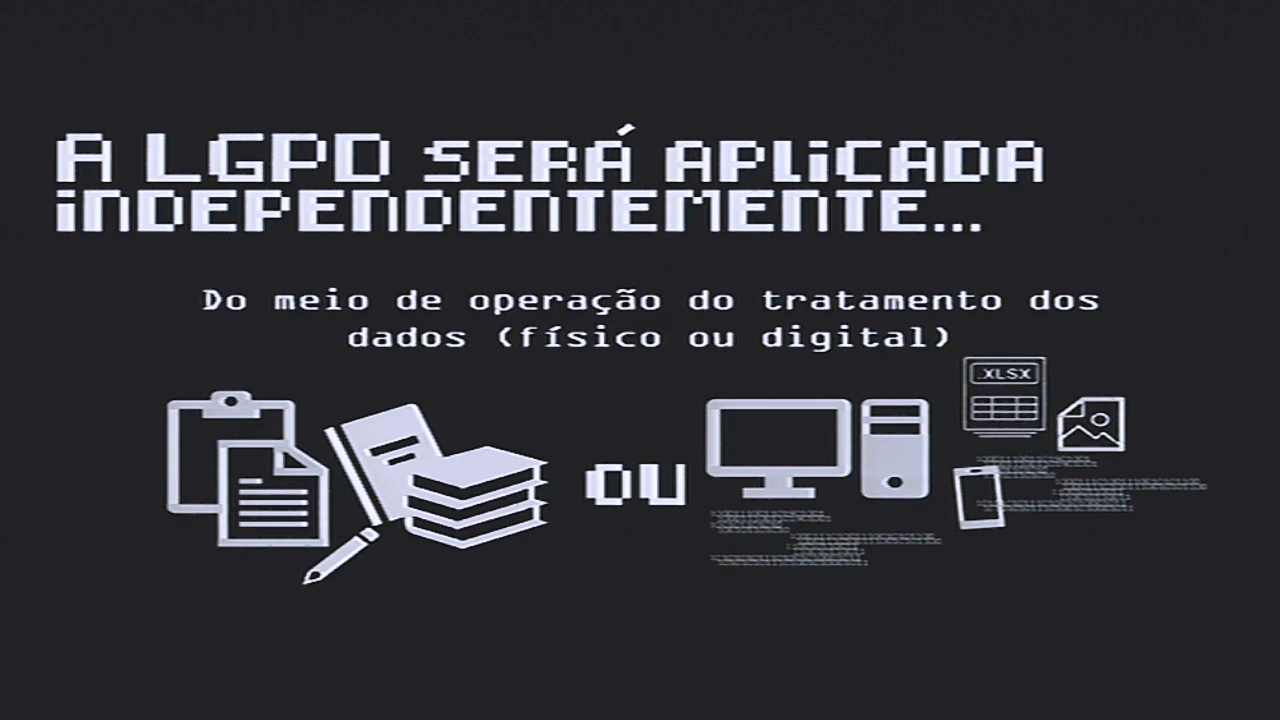 A LGPD SERÁ APLICADA
INDEPENDENTEMENTE...
Do meio de operação do tratamento dos
dados (físico ou digital)
.XLSX
OU